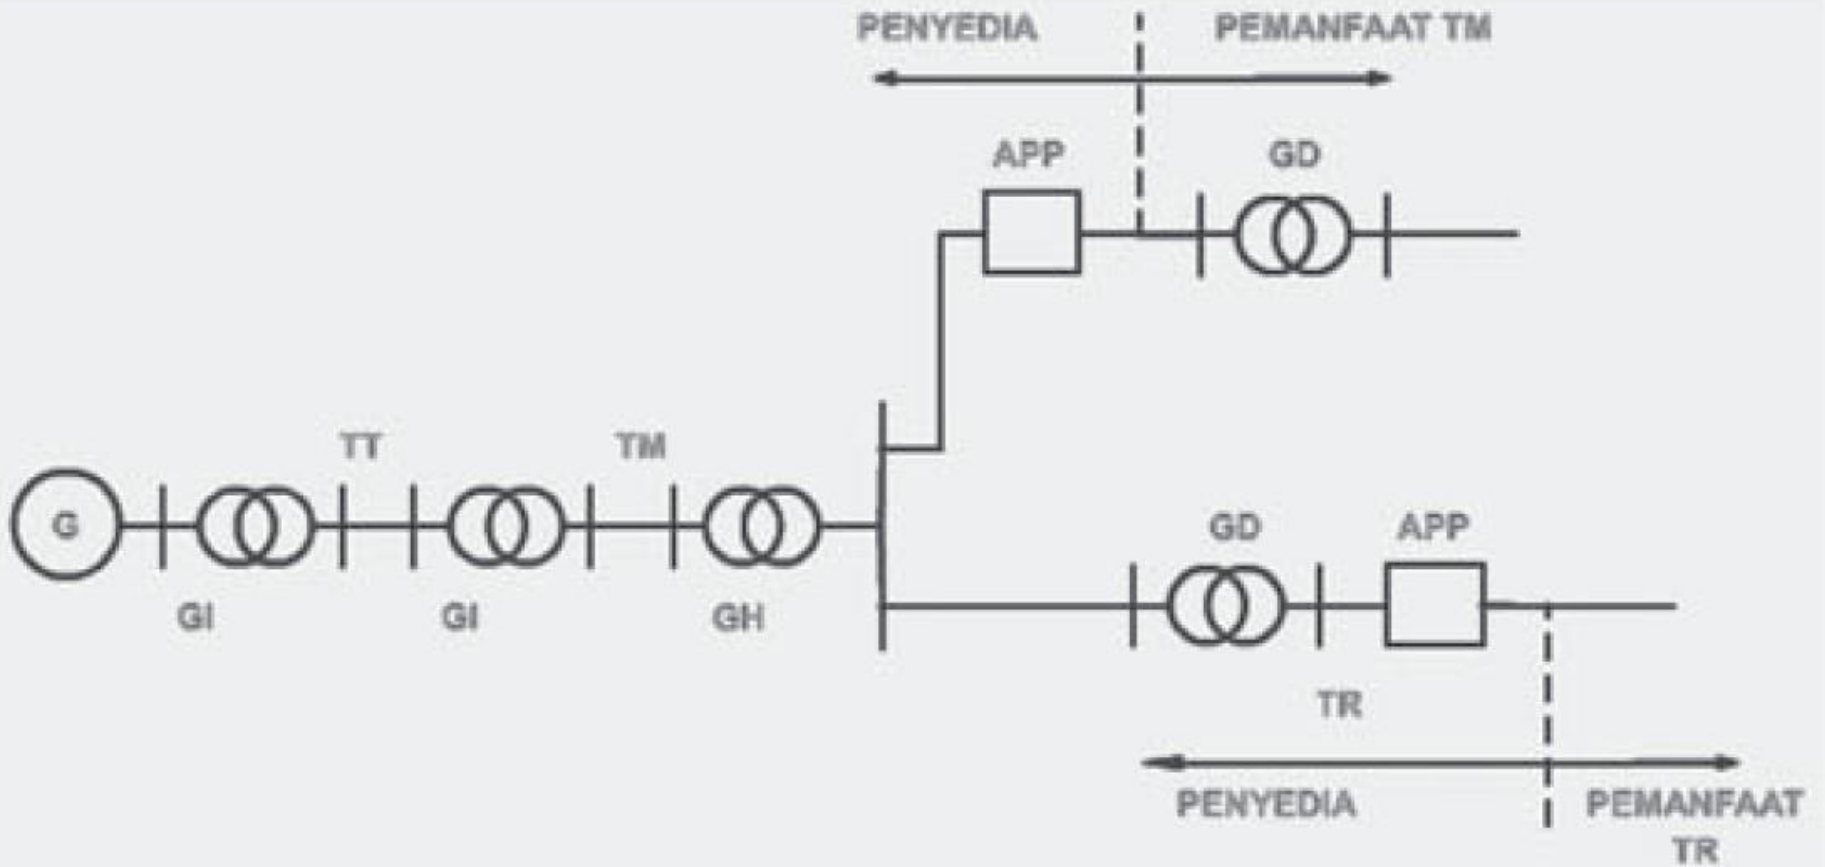 PENYEDIA PEMANFAAT TM
APP GD
TT TM
G
GI GI GH
GD APP
TR
PENYEDIA PEMANFAAT
TR